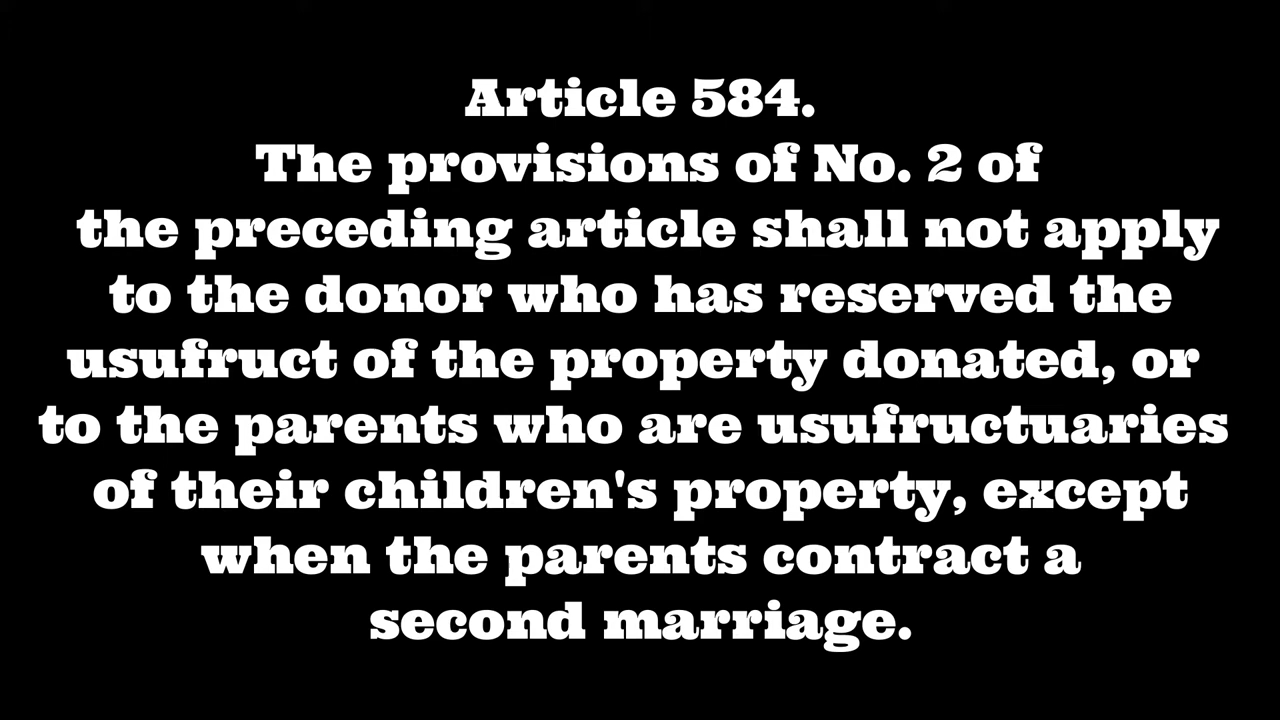 Article 584.
The provisions of No. 2 of
the preceding article shall not apply
to the donor who has reserved the
usufruct of the property donated, or
to the parents who are usufructuaries
of their children's property, except
when the parents contract a
second marriage.